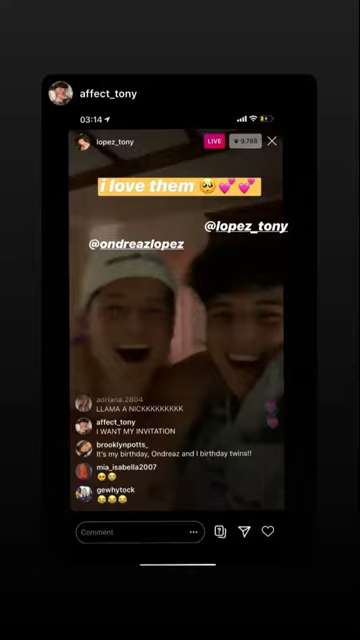 affect_tony
03:14
lopez_tony LIVE 9.786
i love them 🥺💕💕
@lopez_tony
@ondreazlopez
adriana.2804
LLAMA A NICKKKKKKKKK
affect_tony
I WANT MY INVITATION
brooklynpotts_
It's my birthday, Ondreaz and I birthday twins!!
mia_isabella2007
🥺😭
gewhytock
😂😂😂
Comment